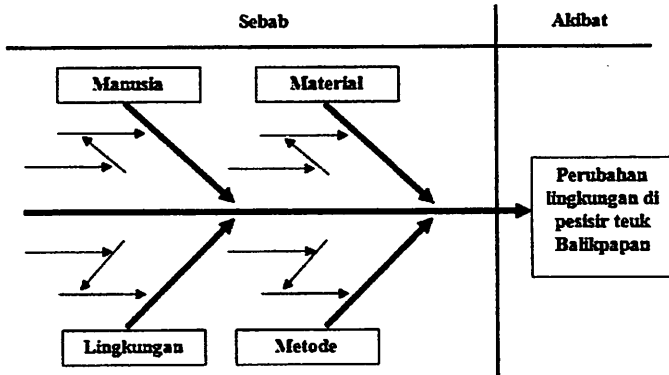 Sebab
Akibat
Manusia
Material
Perubahan
lingkungan di
pesisir teuk
Balikpapan
Lingkungan
Metode